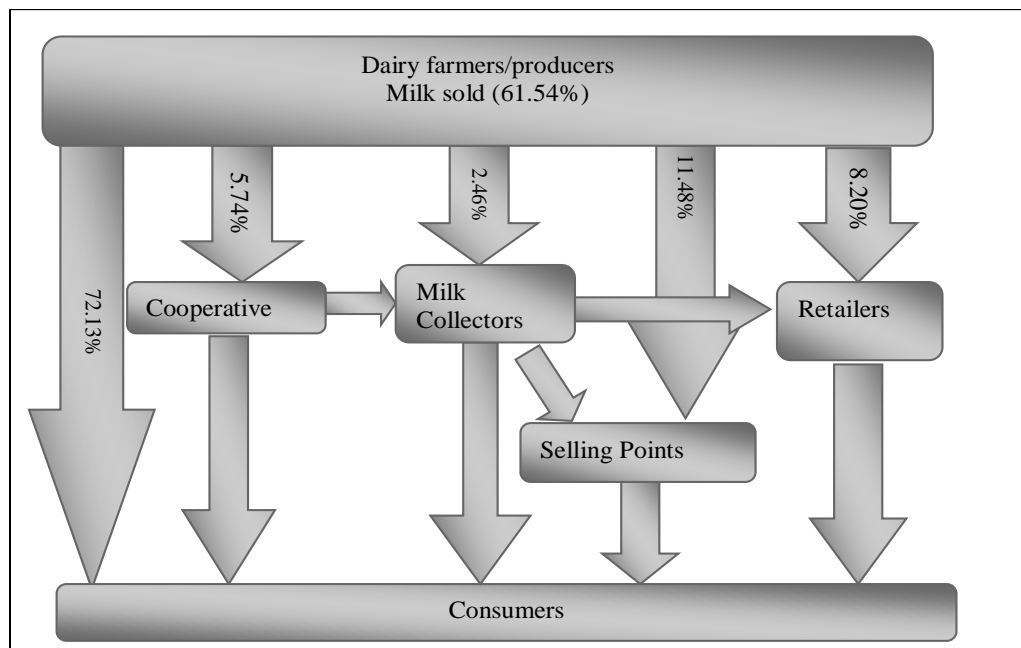 Dairy farmers/producers
Milk sold (61.54%)
72.13%
5.74%
2.46%
11.48%
8.20%
Cooperative
Milk
Collectors
Retailers
Selling Points
Consumers